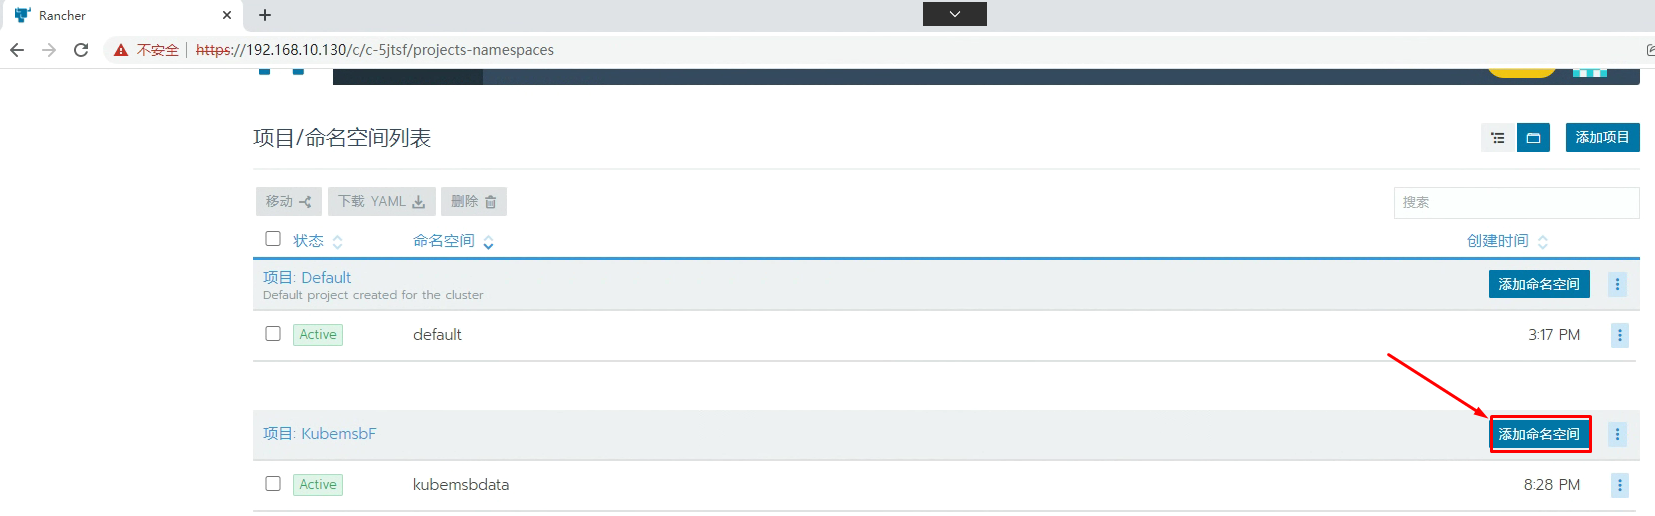 Rancher
不安全 https://192.168.10.130/c/c-5jtsf/projects-namespaces
项目/命名空间列表
添加项目
移动 下载 YAML 删除 搜索
状态 命名空间 创建时间
项目: Default 添加命名空间
Default project created for the cluster
Active default 3:17 PM
项目: KubemsbF 添加命名空间
Active kubemsbdata 8:28 PM